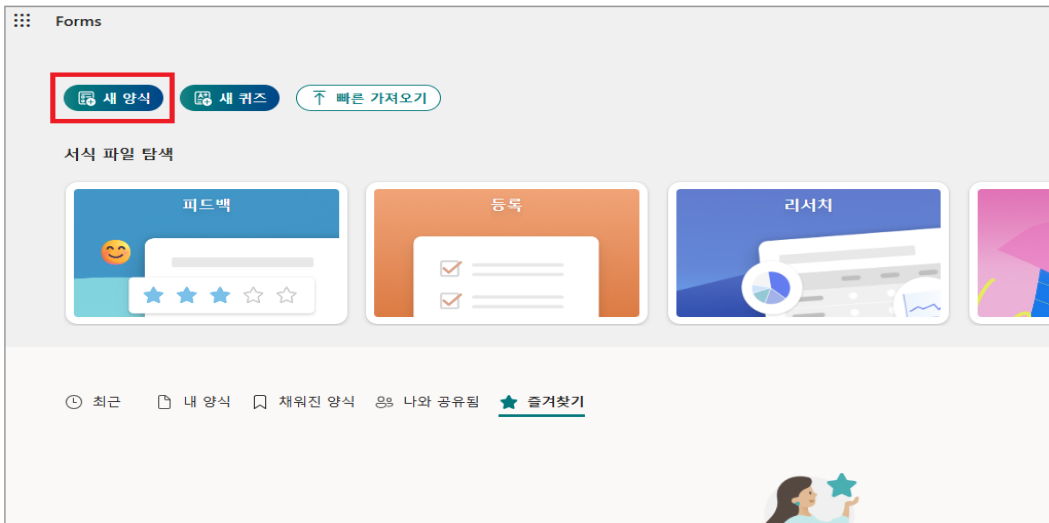 Forms
새 양식 새 퀴즈 빠른 가져오기
서식 파일 탐색
피드백 등록 리서치
최근 내 양식 채워진 양식 나와 공유됨 즐겨찾기